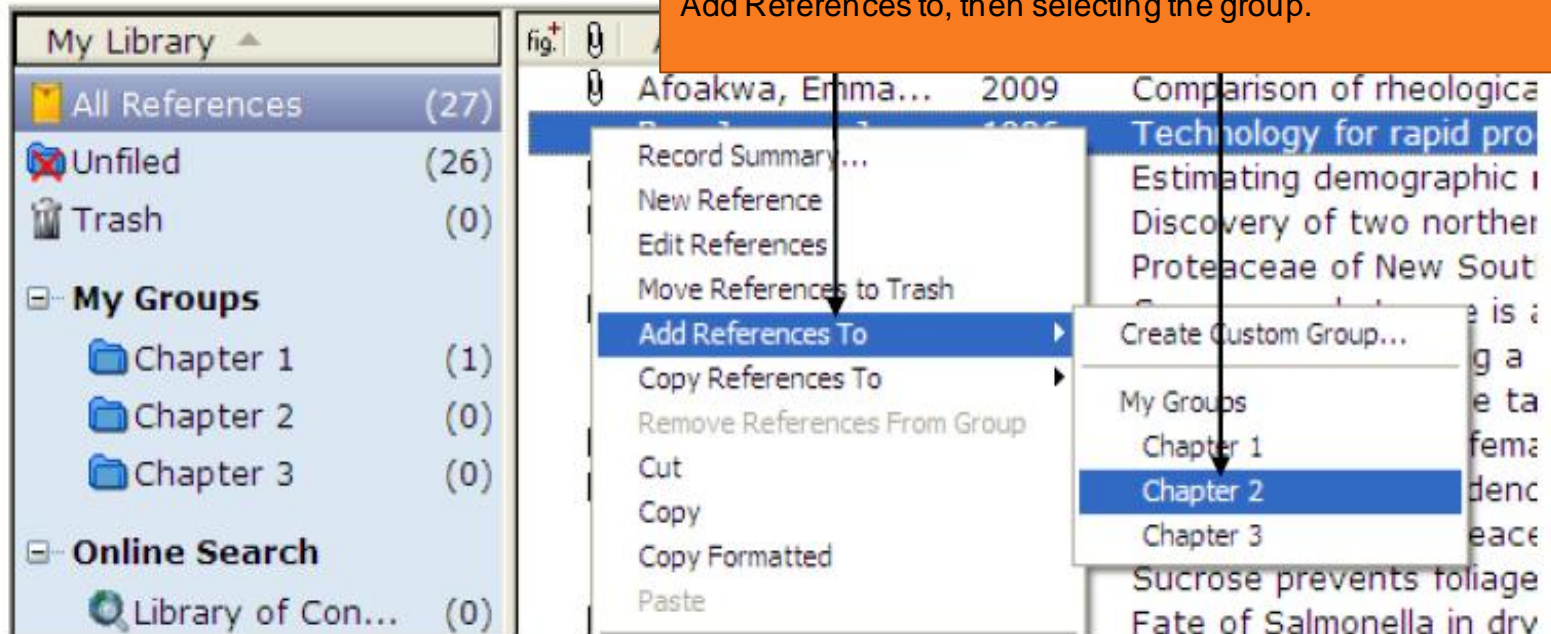 Add References to, then selecting the group.
My Library
fig.
All References (27)
Unfiled (26)
Trash (0)
My Groups
Chapter 1 (1)
Chapter 2 (0)
Chapter 3 (0)
Online Search
Library of Con... (0)
Afoakwa, Emma... 2009 Comparison of rheologica
Technology for rapid pro
Estimating demographic
Discovery of two norther
Proteaceae of New Sout
is a
g a
e ta
fema
denc
eace
Sucrose prevents foliage
Fate of Salmonella in dry
Record Summary...
New Reference
Edit References
Move References to Trash
Add References To
Copy References To
Remove References From Group
Cut
Copy
Copy Formatted
Paste
Create Custom Group...
My Groups
Chapter 1
Chapter 2
Chapter 3